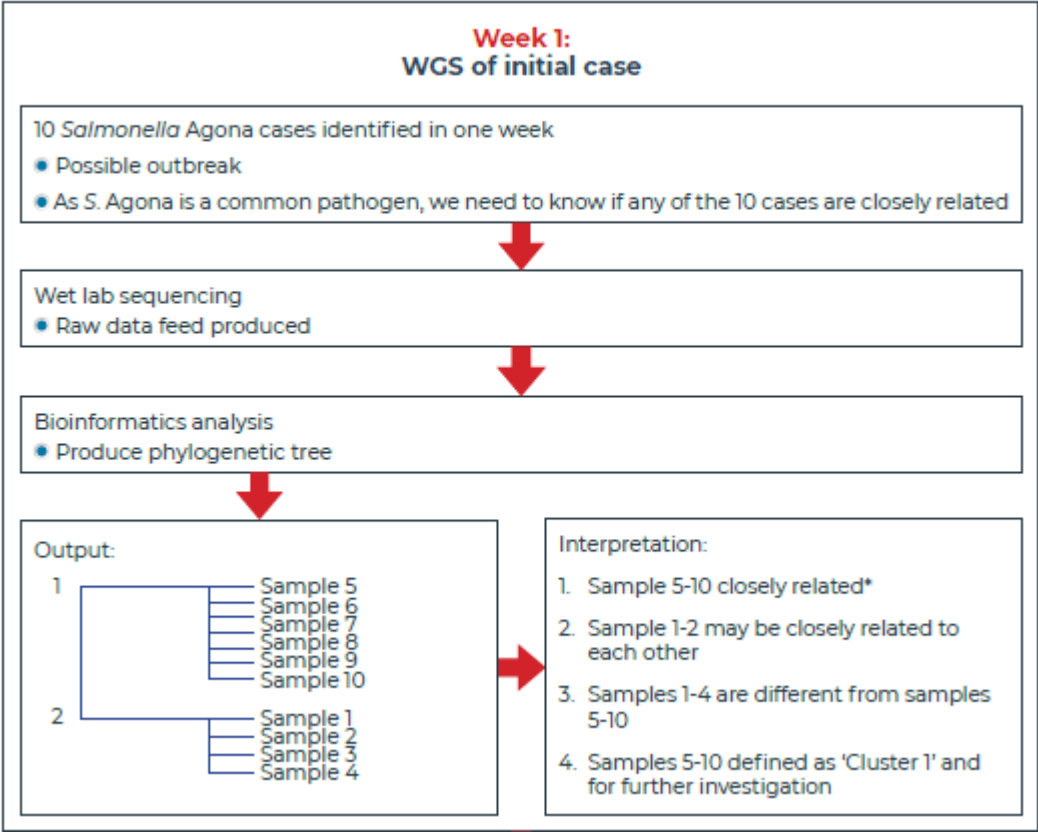 Week 1:
WGS of initial case
10 Salmonella Agona cases identified in one week
Possible outbreak
As S. Agona is a common pathogen, we need to know if any of the 10 cases are closely related
Wet lab sequencing
Raw data feed produced
Bioinformatics analysis
Produce phylogenetic tree
Output:
1
Sample 5
Sample 6
Sample 7
Sample 8
Sample 9
Sample 10
2
Sample 1
Sample 2
Sample 3
Sample 4
Interpretation:
1. Sample 5-10 closely related*
2. Sample 1-2 may be closely related to
each other
3. Samples 1-4 are different from samples
5-10
4. Samples 5-10 defined as 'Cluster 1' and
for further investigation